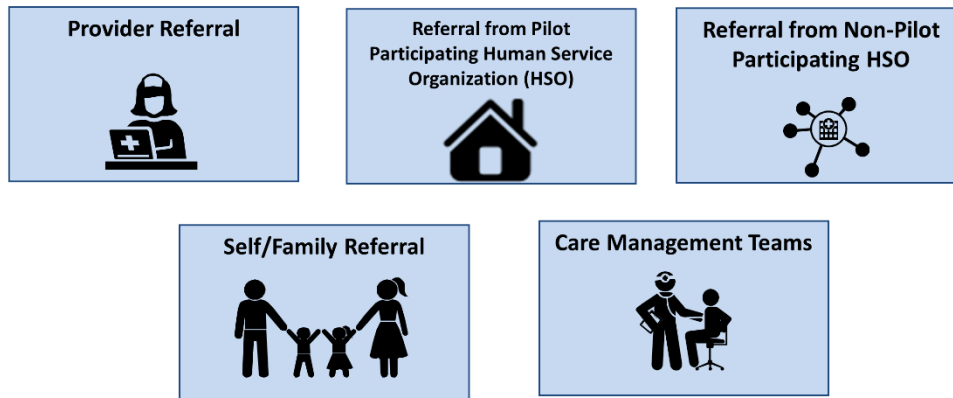 Provider Referral
Referral from Pilot
Participating Human Service
Organization (HSO)
Referral from Non-Pilot
Participating HSO
Self/Family Referral
Care Management Teams